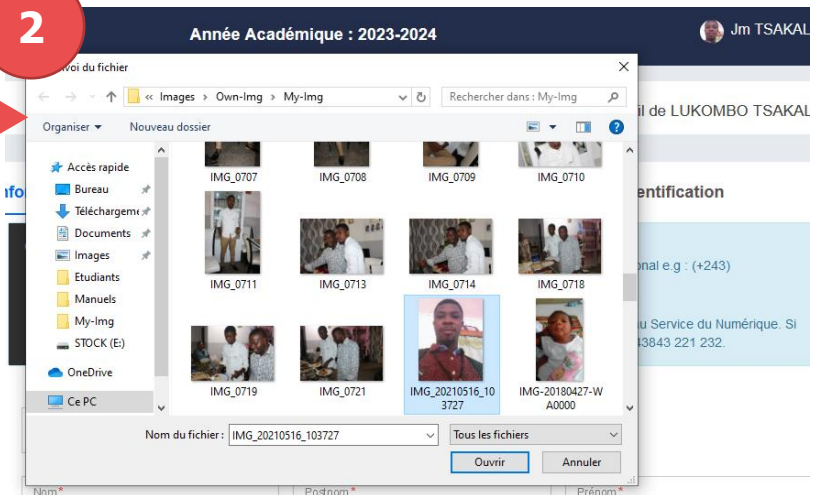 2
Année Académique : 2023-2024
Jm TSAKAL
voi du fichier
« Images > Own-Img > My-Img
Rechercher dans : My-Img
il de LUKOMBO TSAKAL
Organiser
Nouveau dossier
Accès rapide
Bureau
Téléchargeme
Documents
Images
Etudiants
Manuels
My-Img
STOCK (E:)
OneDrive
Ce PC
IMG_0707
IMG_0708
IMG_0709
IMG_0710
IMG_0711
IMG_0713
IMG_0714
IMG_0718
IMG_0719
IMG_0721
IMG_20210516_10
3727
IMG-20180427-W
A0000
nfo
entification
onal e.g : (+243)
u Service du Numérique. Si
43843 221 232.
Nom du fichier : IMG_20210516_103727
Tous les fichiers
Ouvrir
Annuler
Nom*
Postnom*
Prénom*